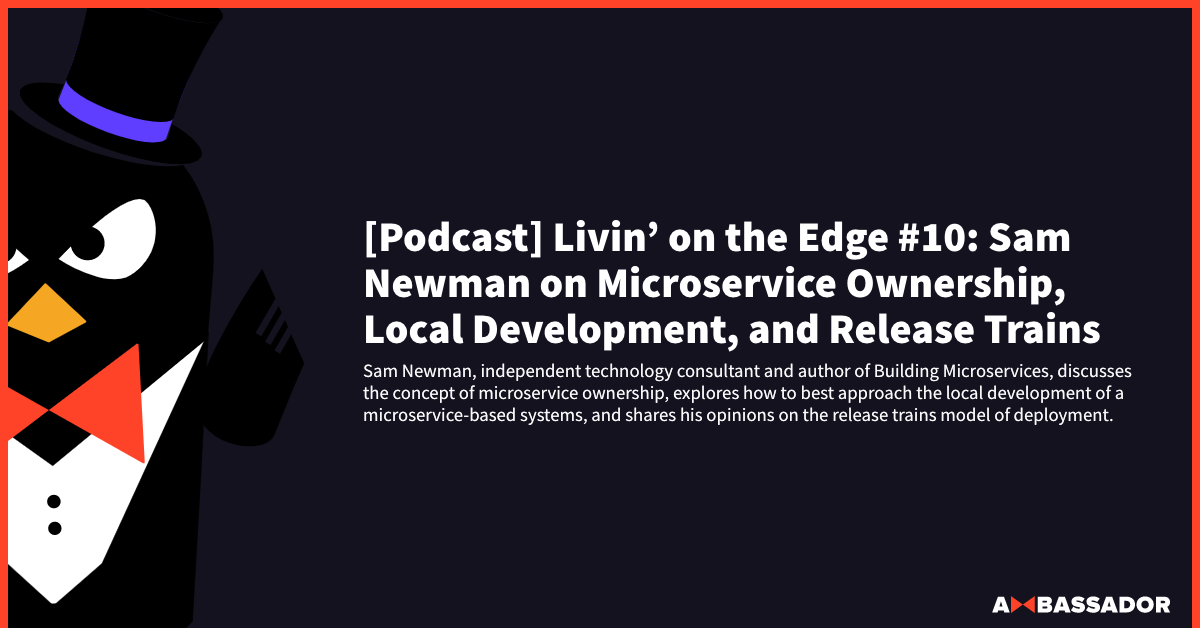 [Podcast] Livin’ on the Edge #10: Sam
Newman on Microservice Ownership,
Local Development, and Release Trains
Sam Newman, independent technology consultant and author of Building Microservices, discusses
the concept of microservice ownership, explores how to best approach the local development of a
microservice-based systems, and shares his opinions on the release trains model of deployment.
AMBASSADOR